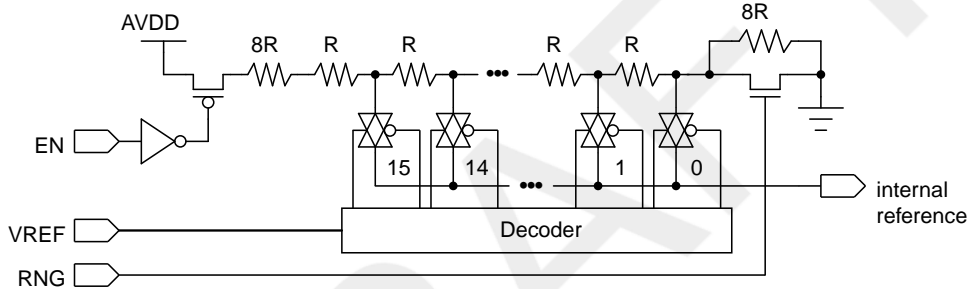 AVDD
8R
R
R
R
R
8R
EN
15
14
1
0
internal
reference
VREF
Decoder
RNG